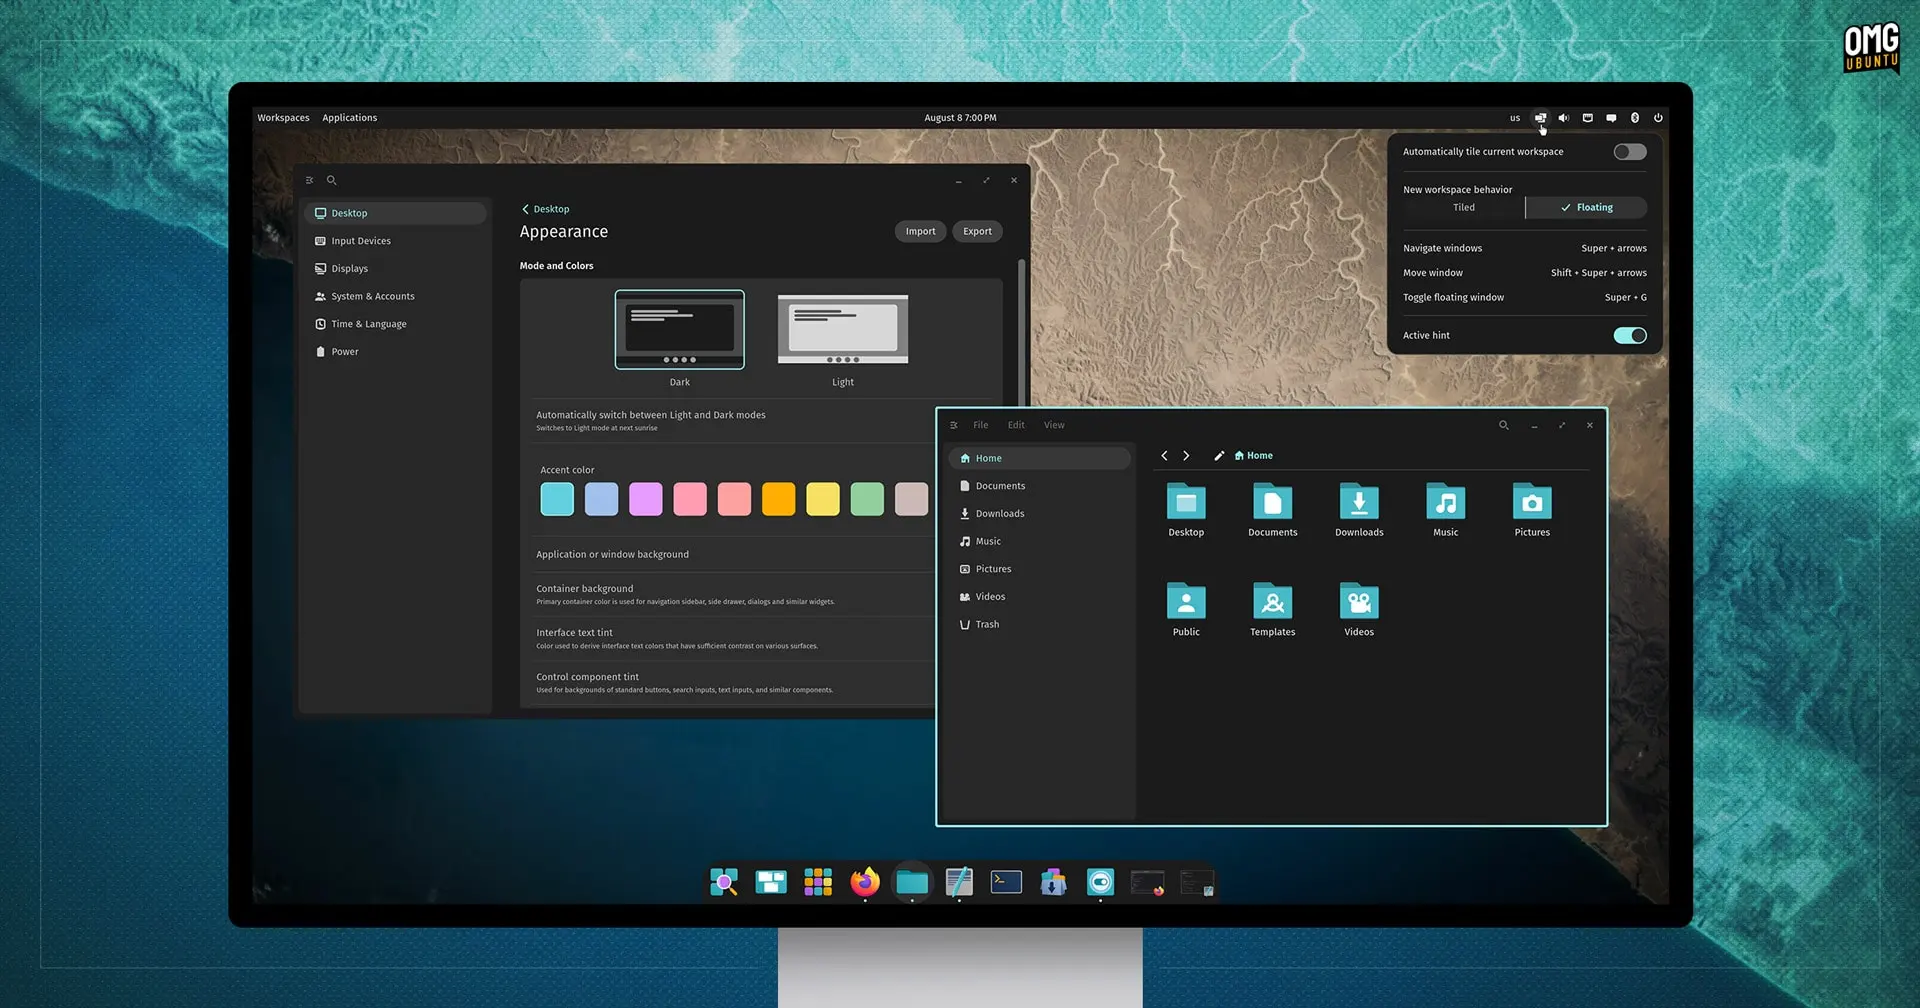 OMG
UBUNTU
Workspaces Applications August 8 7:00 PM us
Automatically tile current workspace
New workspace behavior
Tiled Floating
Navigate windows Super + arrows
Move window Shift + Super + arrows
Toggle floating window Super + G
Active hint
Desktop
Input Devices
Displays
System & Accounts
Time & Language
Power
Desktop
Appearance Import Export
Mode and Colors
Dark Light
Automatically switch between Light and Dark modes
Switches to Light mode at next sunrise
Accent color
Application or window background
Container background
Primary container color is used for navigation sidebar, side drawer, dialogs and similar widgets.
Interface text tint
Color used to derive interface text colors that have sufficient contrast on various surfaces.
Control component tint
Used for backgrounds of standard buttons, search inputs, text inputs, and similar components.
File Edit View
Home
Documents
Downloads
Music
Pictures
Videos
Trash
Home
Desktop Documents Downloads Music Pictures
Public Templates Videos